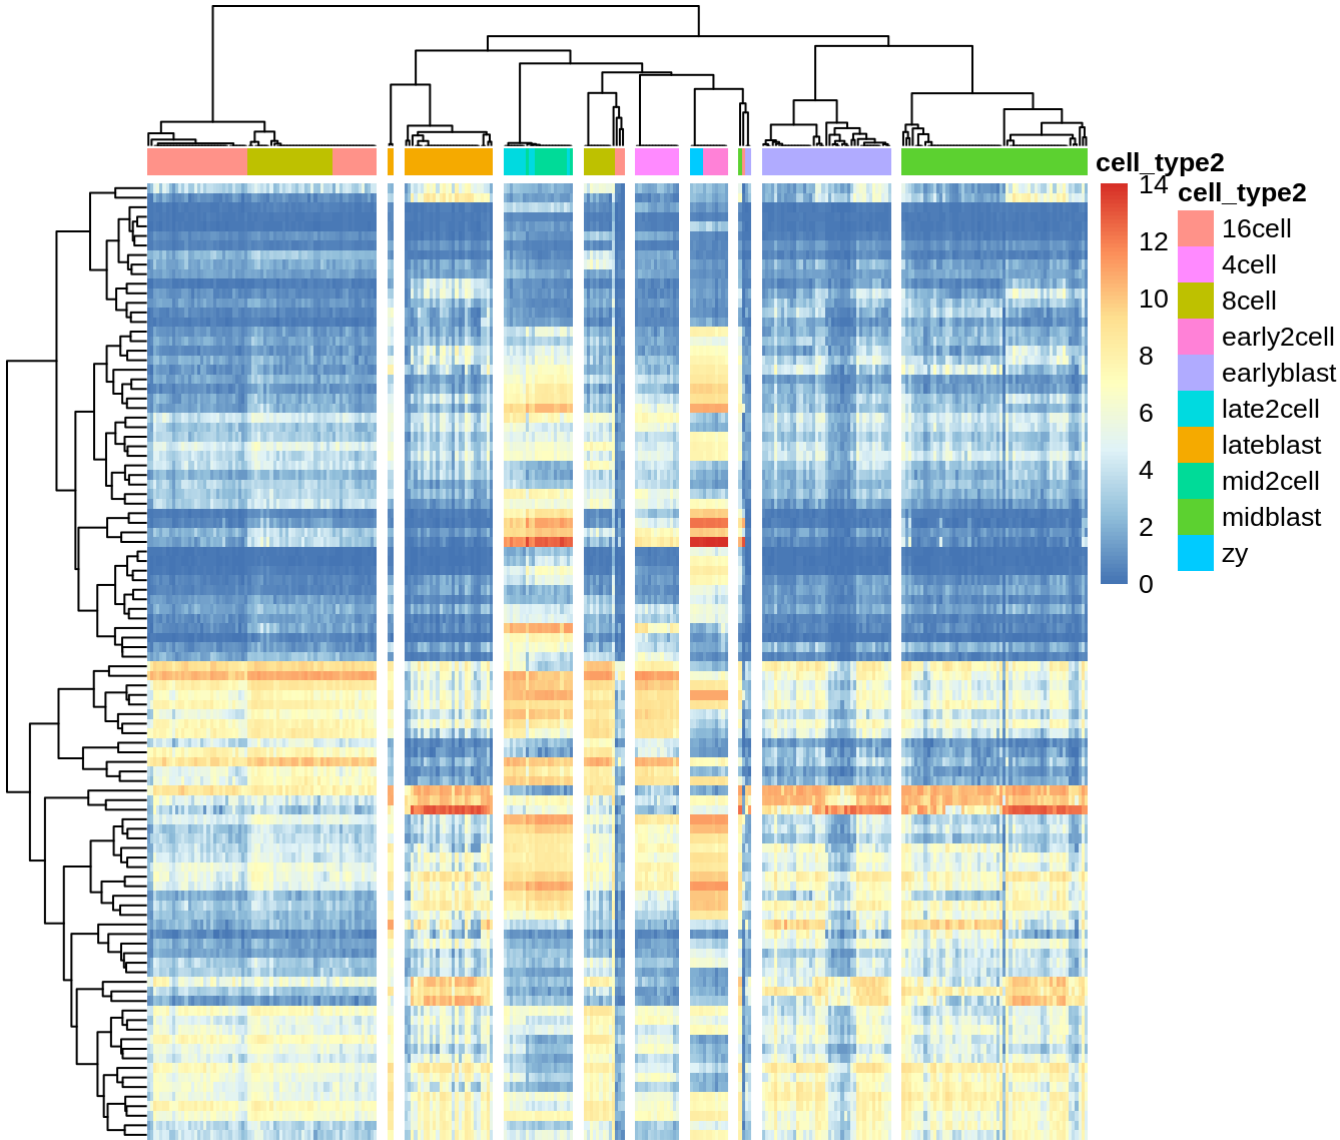 cell_type2
14
12
10
8
6
4
2
0
cell_type2
16cell
4cell
8cell
early2cell
earlyblast
late2cell
lateblast
mid2cell
midblast
zy